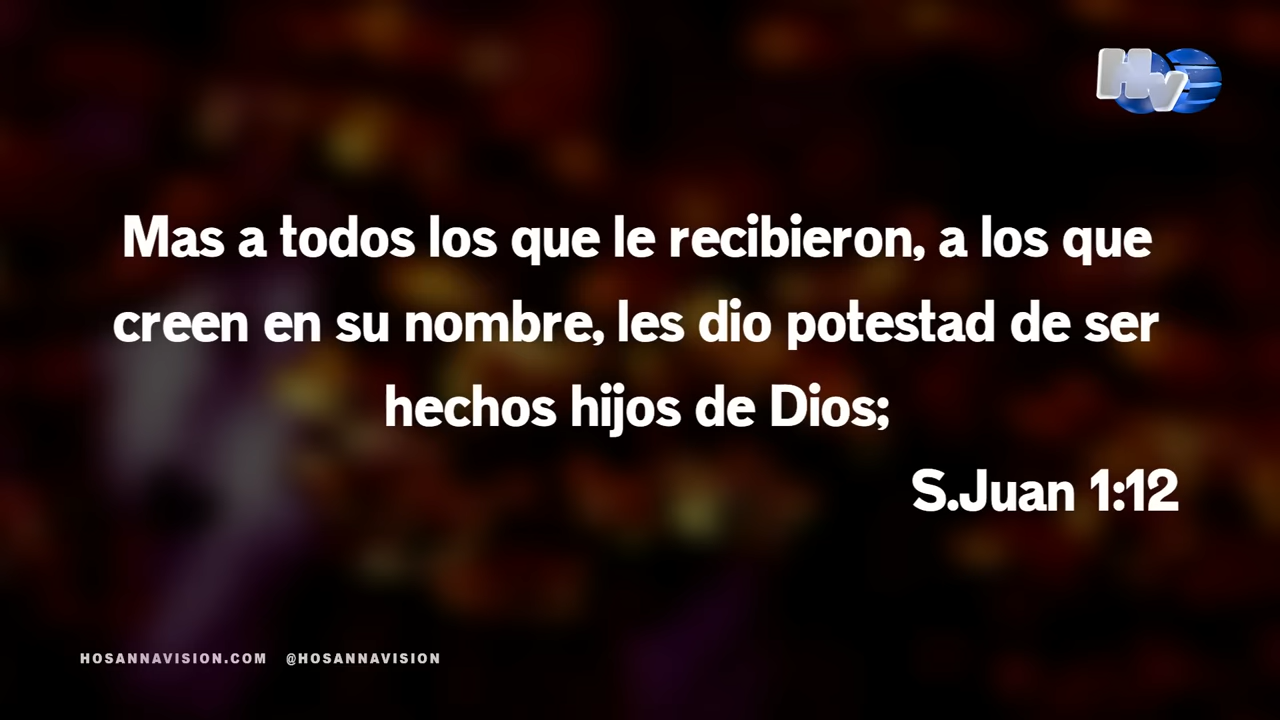 HV
Mas a todos los que le recibieron, a los que
creen en su nombre, les dio potestad de ser
hechos hijos de Dios;
S.Juan 1:12
HOSANNAVISION.COM @HOSANNAVISION